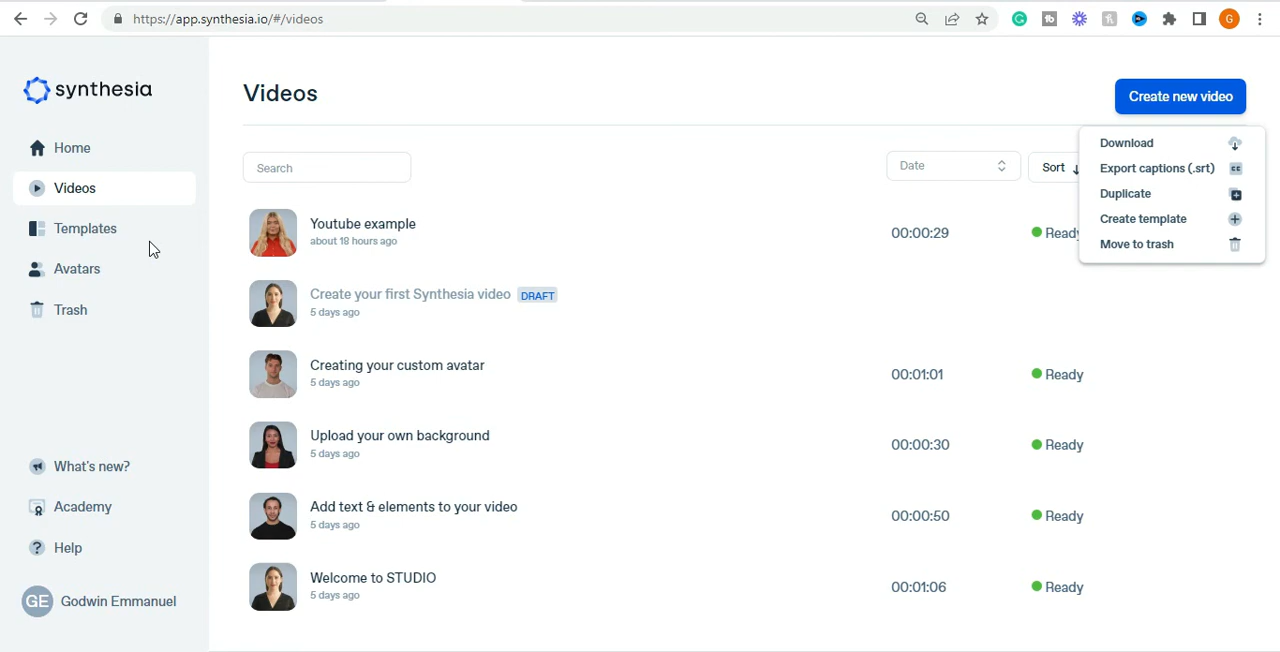 https://app.synthesia.io/#/videos
G
synthesia
Home
Videos
Templates
Avatars
Trash
What's new?
Academy
Help
GE Godwin Emmanuel
Videos
Create new video
Search
Date
Sort
Download
Export captions (.srt)
Duplicate
Create template
Move to trash
Youtube example
about 18 hours ago
00:00:29
Ready
Create your first Synthesia video DRAFT
5 days ago
Creating your custom avatar
5 days ago
00:01:01
Ready
Upload your own background
5 days ago
00:00:30
Ready
Add text & elements to your video
5 days ago
00:00:50
Ready
Welcome to STUDIO
5 days ago
00:01:06
Ready